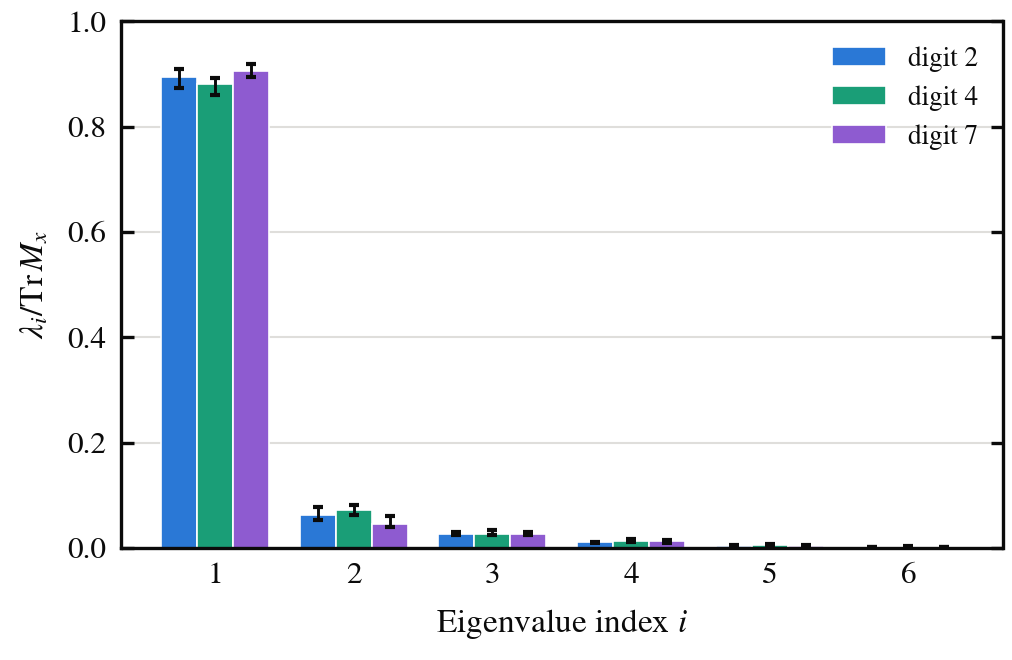 1.0
0.8
0.6
0.4
0.2
0.0
λᵢ/Tr Mₓ
digit 2
digit 4
digit 7
1 2 3 4 5 6
Eigenvalue index i